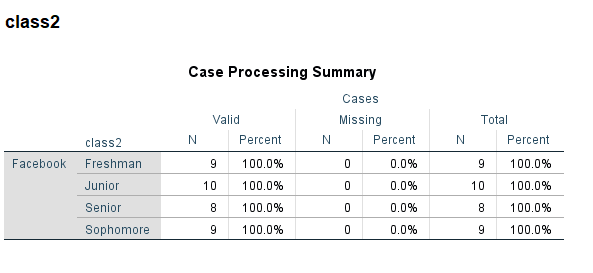 class2
Case Processing Summary
Cases
Valid Missing Total
class2 N Percent N Percent N Percent
Facebook Freshman 9 100.0% 0 0.0% 9 100.0%
Junior 10 100.0% 0 0.0% 10 100.0%
Senior 8 100.0% 0 0.0% 8 100.0%
Sophomore 9 100.0% 0 0.0% 9 100.0%